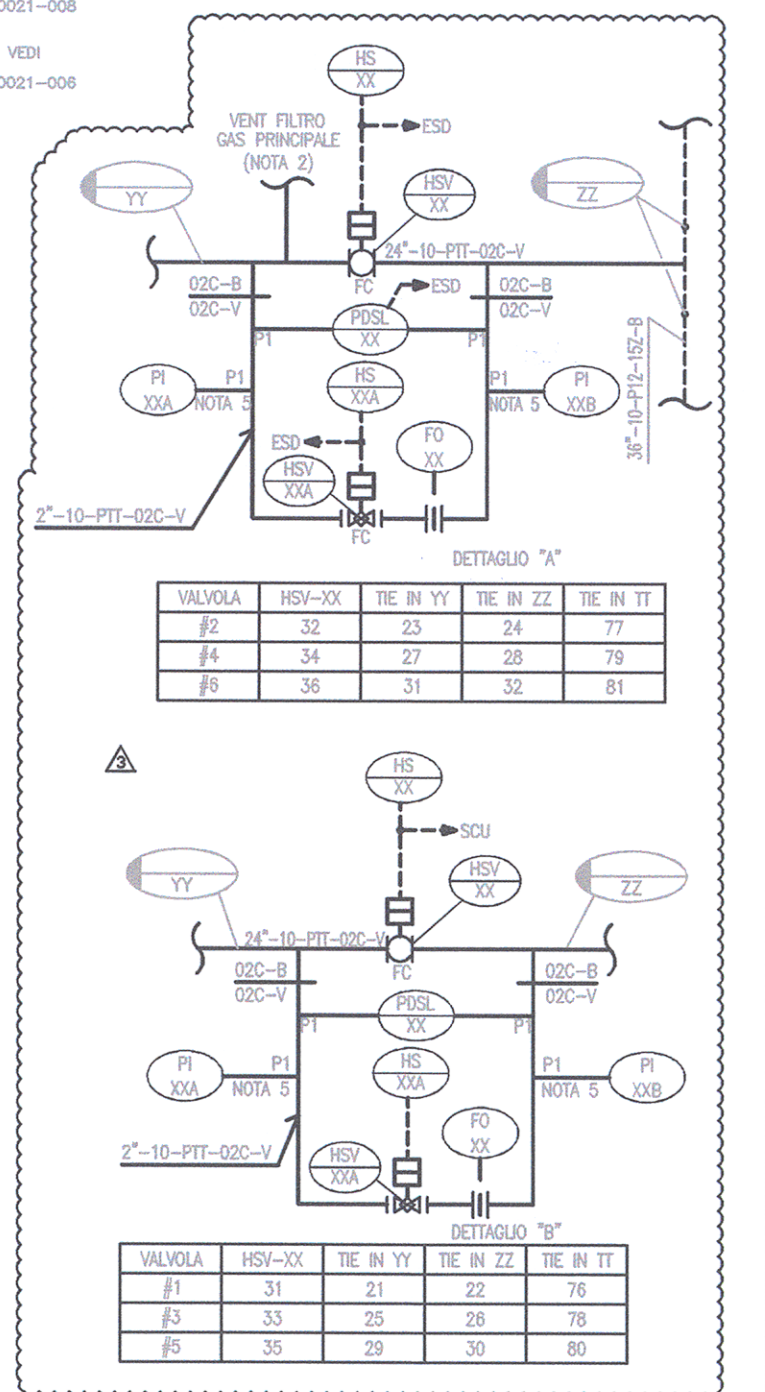 0021-008
VEDI
0021-006
HS
XX
ESD
VENT FILTRO
GAS PRINCIPALE
(NOTA 2)
HSV
XX
YY
ZZ
24"-10-PTT-02C-V
FC
02C-B
02C-V
02C-B
02C-V
ESD
PDSL
XX
P1
P1
HS
XXA
PI
XXA
P1
NOTA 5
P1
NOTA 5
PI
XXB
36"-10-P12-15Z-B
ESD
FO
XX
HSV
XXA
2"-10-PTT-02C-V
FC
DETTAGLIO "A"
VALVOLA HSV-XX TIE IN YY TIE IN ZZ TIE IN TT
#2 32 23 24 77
#4 34 27 28 79
#6 36 31 32 81
3
HS
XX
SCU
HSV
XX
YY
ZZ
24"-10-PTT-02C-V
FC
02C-B
02C-V
02C-B
02C-V
PDSL
XX
P1
P1
HS
XXA
PI
XXA
P1
NOTA 5
P1
NOTA 5
PI
XXB
FO
XX
2"-10-PTT-02C-V
HSV
XXA
DETTAGLIO "B"
VALVOLA HSV-XX TIE IN YY TIE IN ZZ TIE IN TT
#1 31 21 22 76
#3 33 25 26 78
#5 35 29 30 80